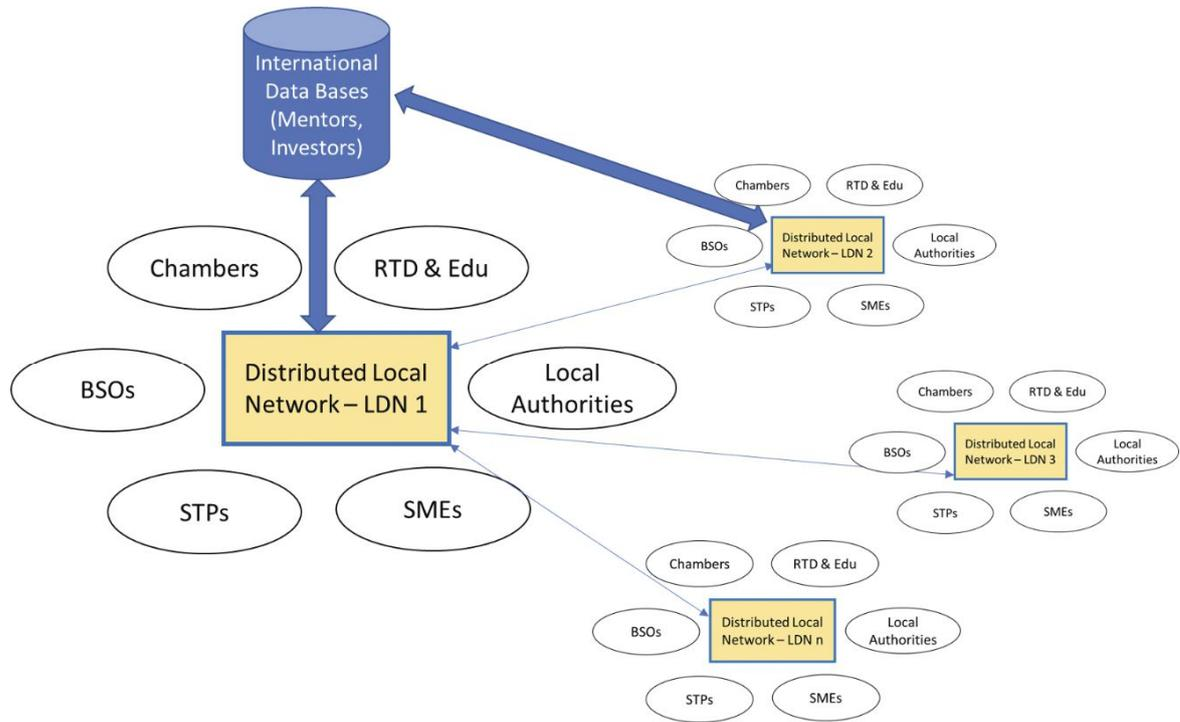 International
Data Bases
(Mentors,
Investors)
Chambers
RTD & Edu
BSOs
Distributed Local
Network – LDN 1
Local
Authorities
STPs
SMEs
Chambers
RTD & Edu
BSOs
Distributed Local
Network – LDN 2
Local
Authorities
STPs
SMEs
Chambers
RTD & Edu
BSOs
Distributed Local
Network – LDN 3
Local
Authorities
STPs
SMEs
Chambers
RTD & Edu
BSOs
Distributed Local
Network – LDN n
Local
Authorities
STPs
SMEs